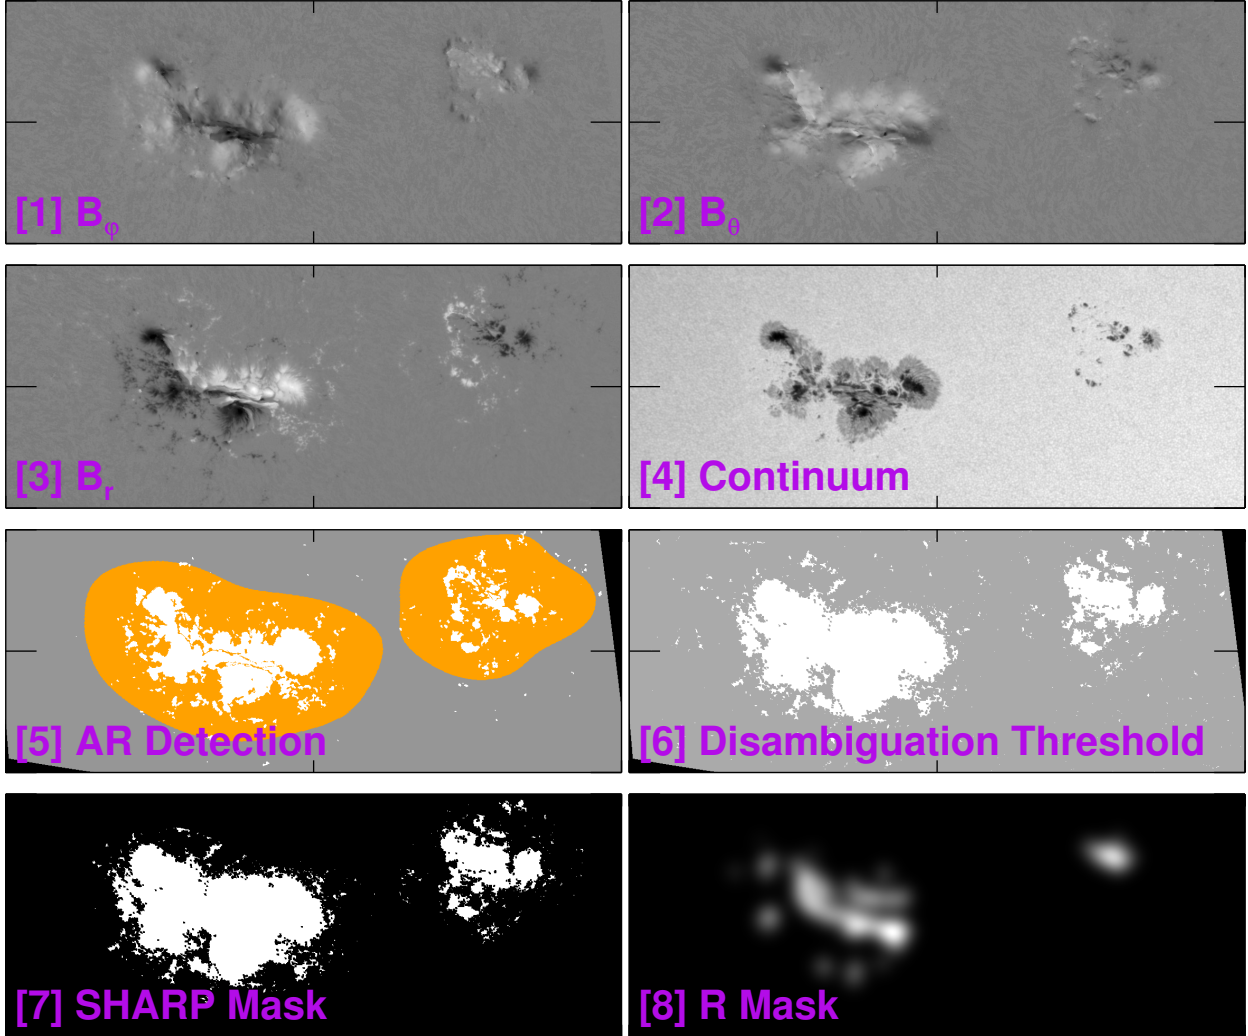 [1] Bφ
[2] Bθ
[3] Br
[4] Continuum
[5] AR Detection
[6] Disambiguation Threshold
[7] SHARP Mask
[8] R Mask